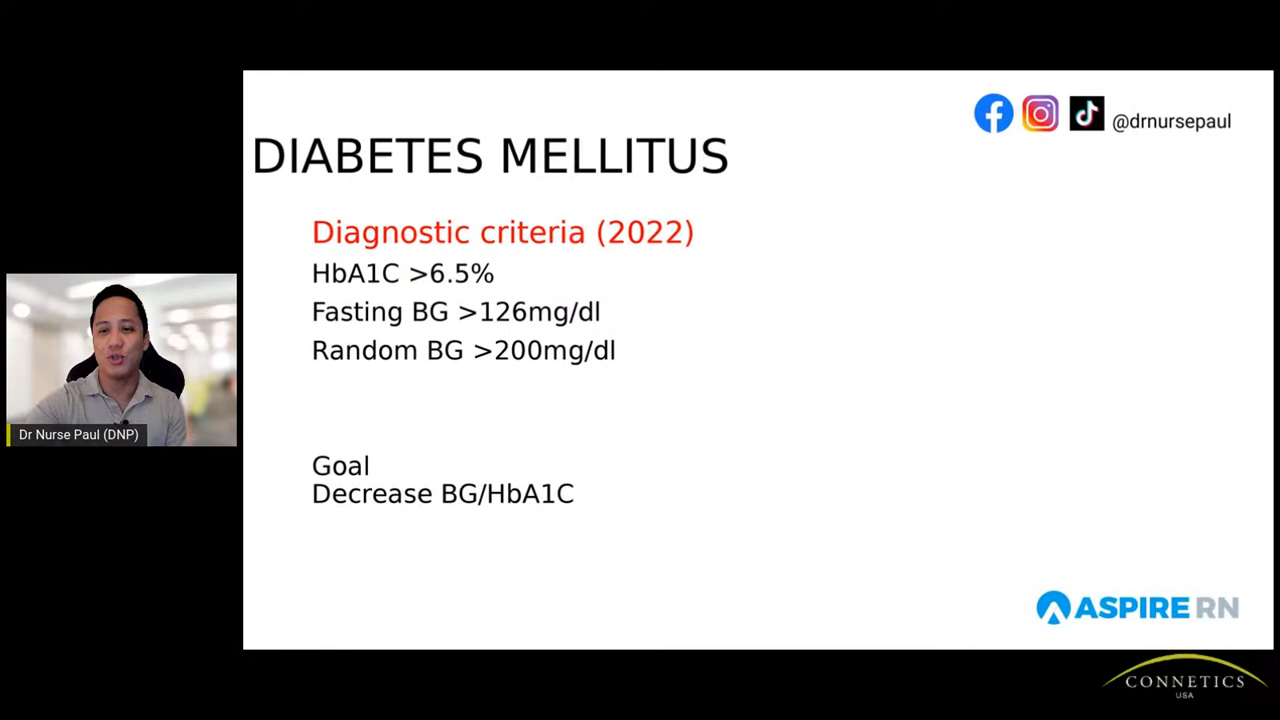 @drnursepaul
DIABETES MELLITUS
Diagnostic criteria (2022)
HbA1C >6.5%
Fasting BG >126mg/dl
Random BG >200mg/dl
Dr Nurse Paul (DNP)
Goal
Decrease BG/HbA1C
ASPIRE RN
CONNETICS
USA